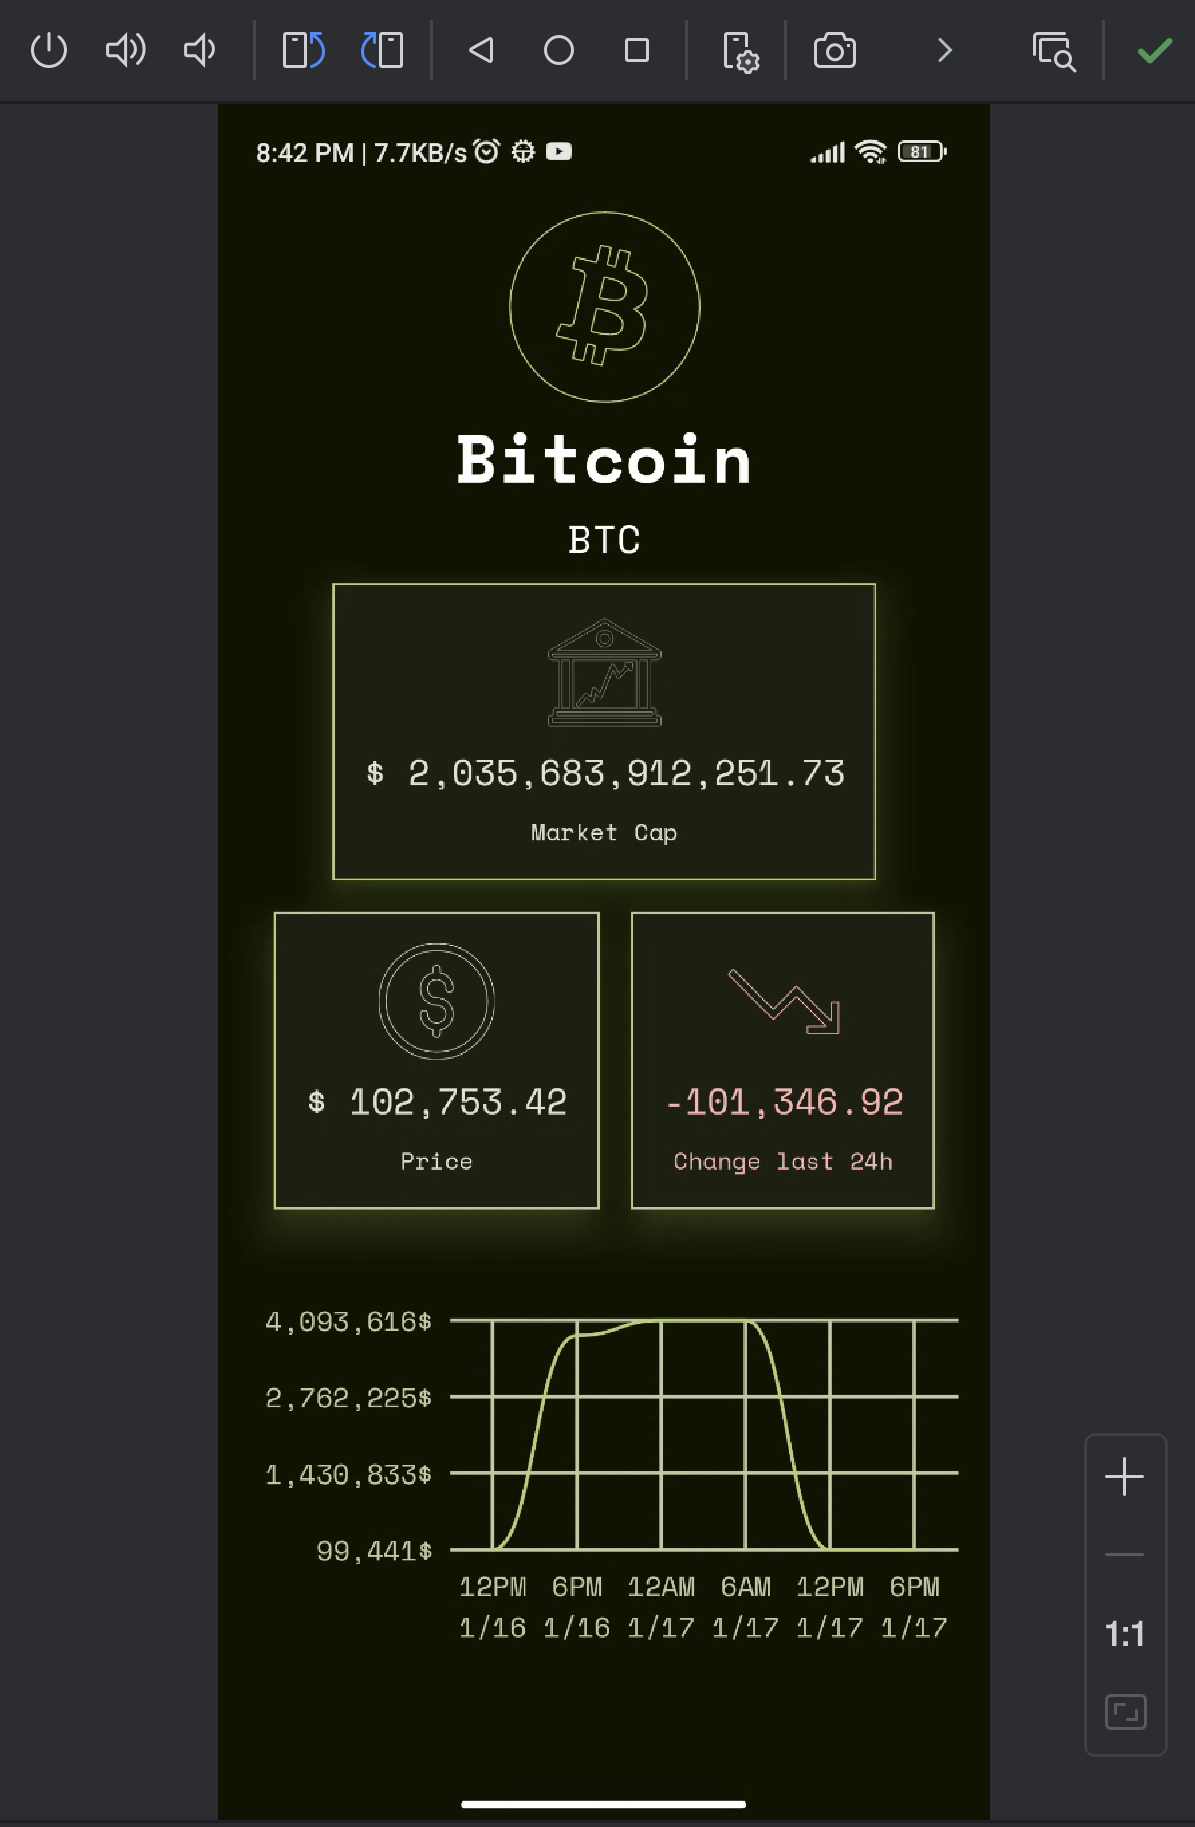 8:42 PM | 7.7KB/s
81
Bitcoin
BTC
$ 2,035,683,912,251.73
Market Cap
$ 102,753.42
Price
-101,346.92
Change last 24h
4,093,616$
2,762,225$
1,430,833$
99,441$
12PM 6PM 12AM 6AM 12PM 6PM
1/16 1/16 1/17 1/17 1/17 1/17
1:1